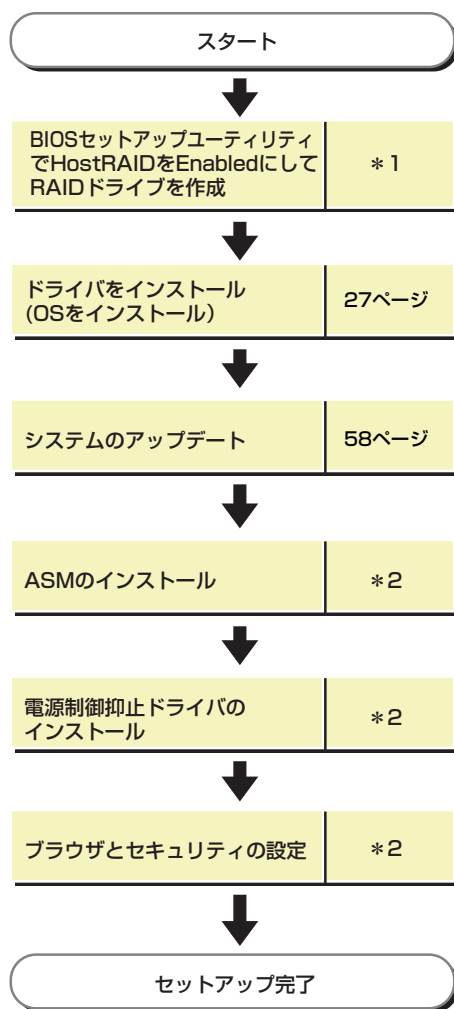 スタート
BIOSセットアップユーティリティ
でHostRAIDをEnabledにして
RAIDドライブを作成
＊1
ドライバをインストール
(OSをインストール）
27ページ
システムのアップデート
58ページ
ASMのインストール
＊2
電源制御抑止ドライバの
インストール
＊2
ブラウザとセキュリティの設定
＊2
セットアップ完了